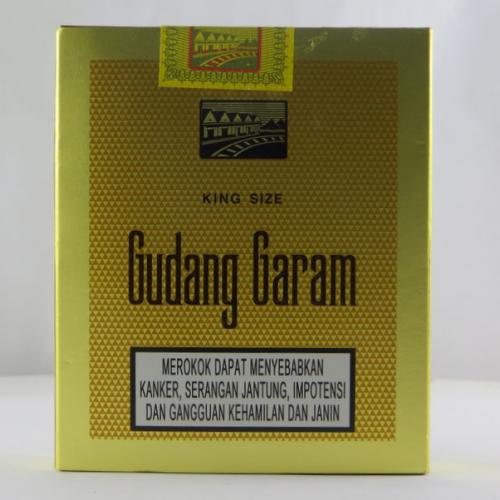 KING SIZE
Gudang Garam
MEROKOK DAPAT MENYEBABKAN
KANKER, SERANGAN JANTUNG, IMPOTENSI
DAN GANGGUAN KEHAMILAN DAN JANIN